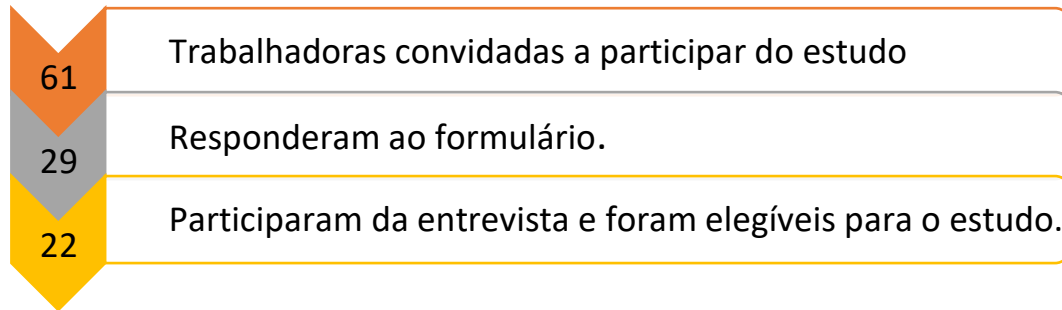 61
Trabalhadoras convidadas a participar do estudo
29
Responderam ao formulário.
22
Participaram da entrevista e foram elegíveis para o estudo.